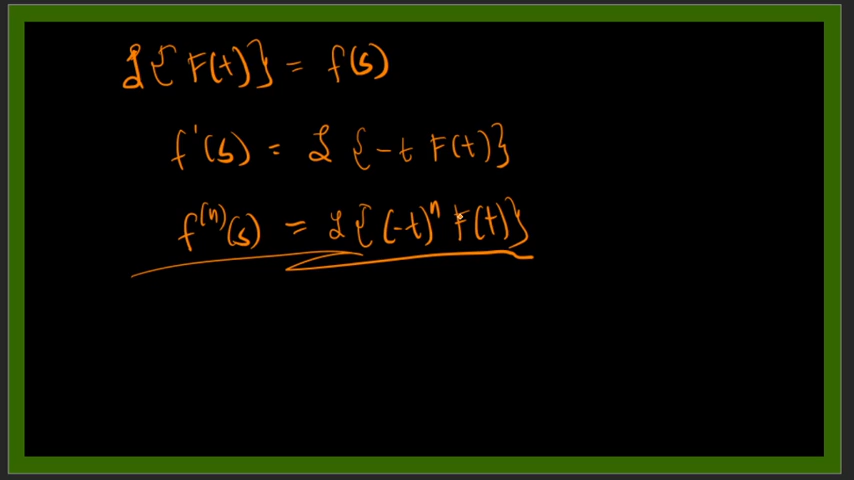 ℒ{F(t)} = f(s)
f'(s) = ℒ {-t F(t)}
f⁽ⁿ⁾(s) = ℒ{(-t)ⁿ F(t)}